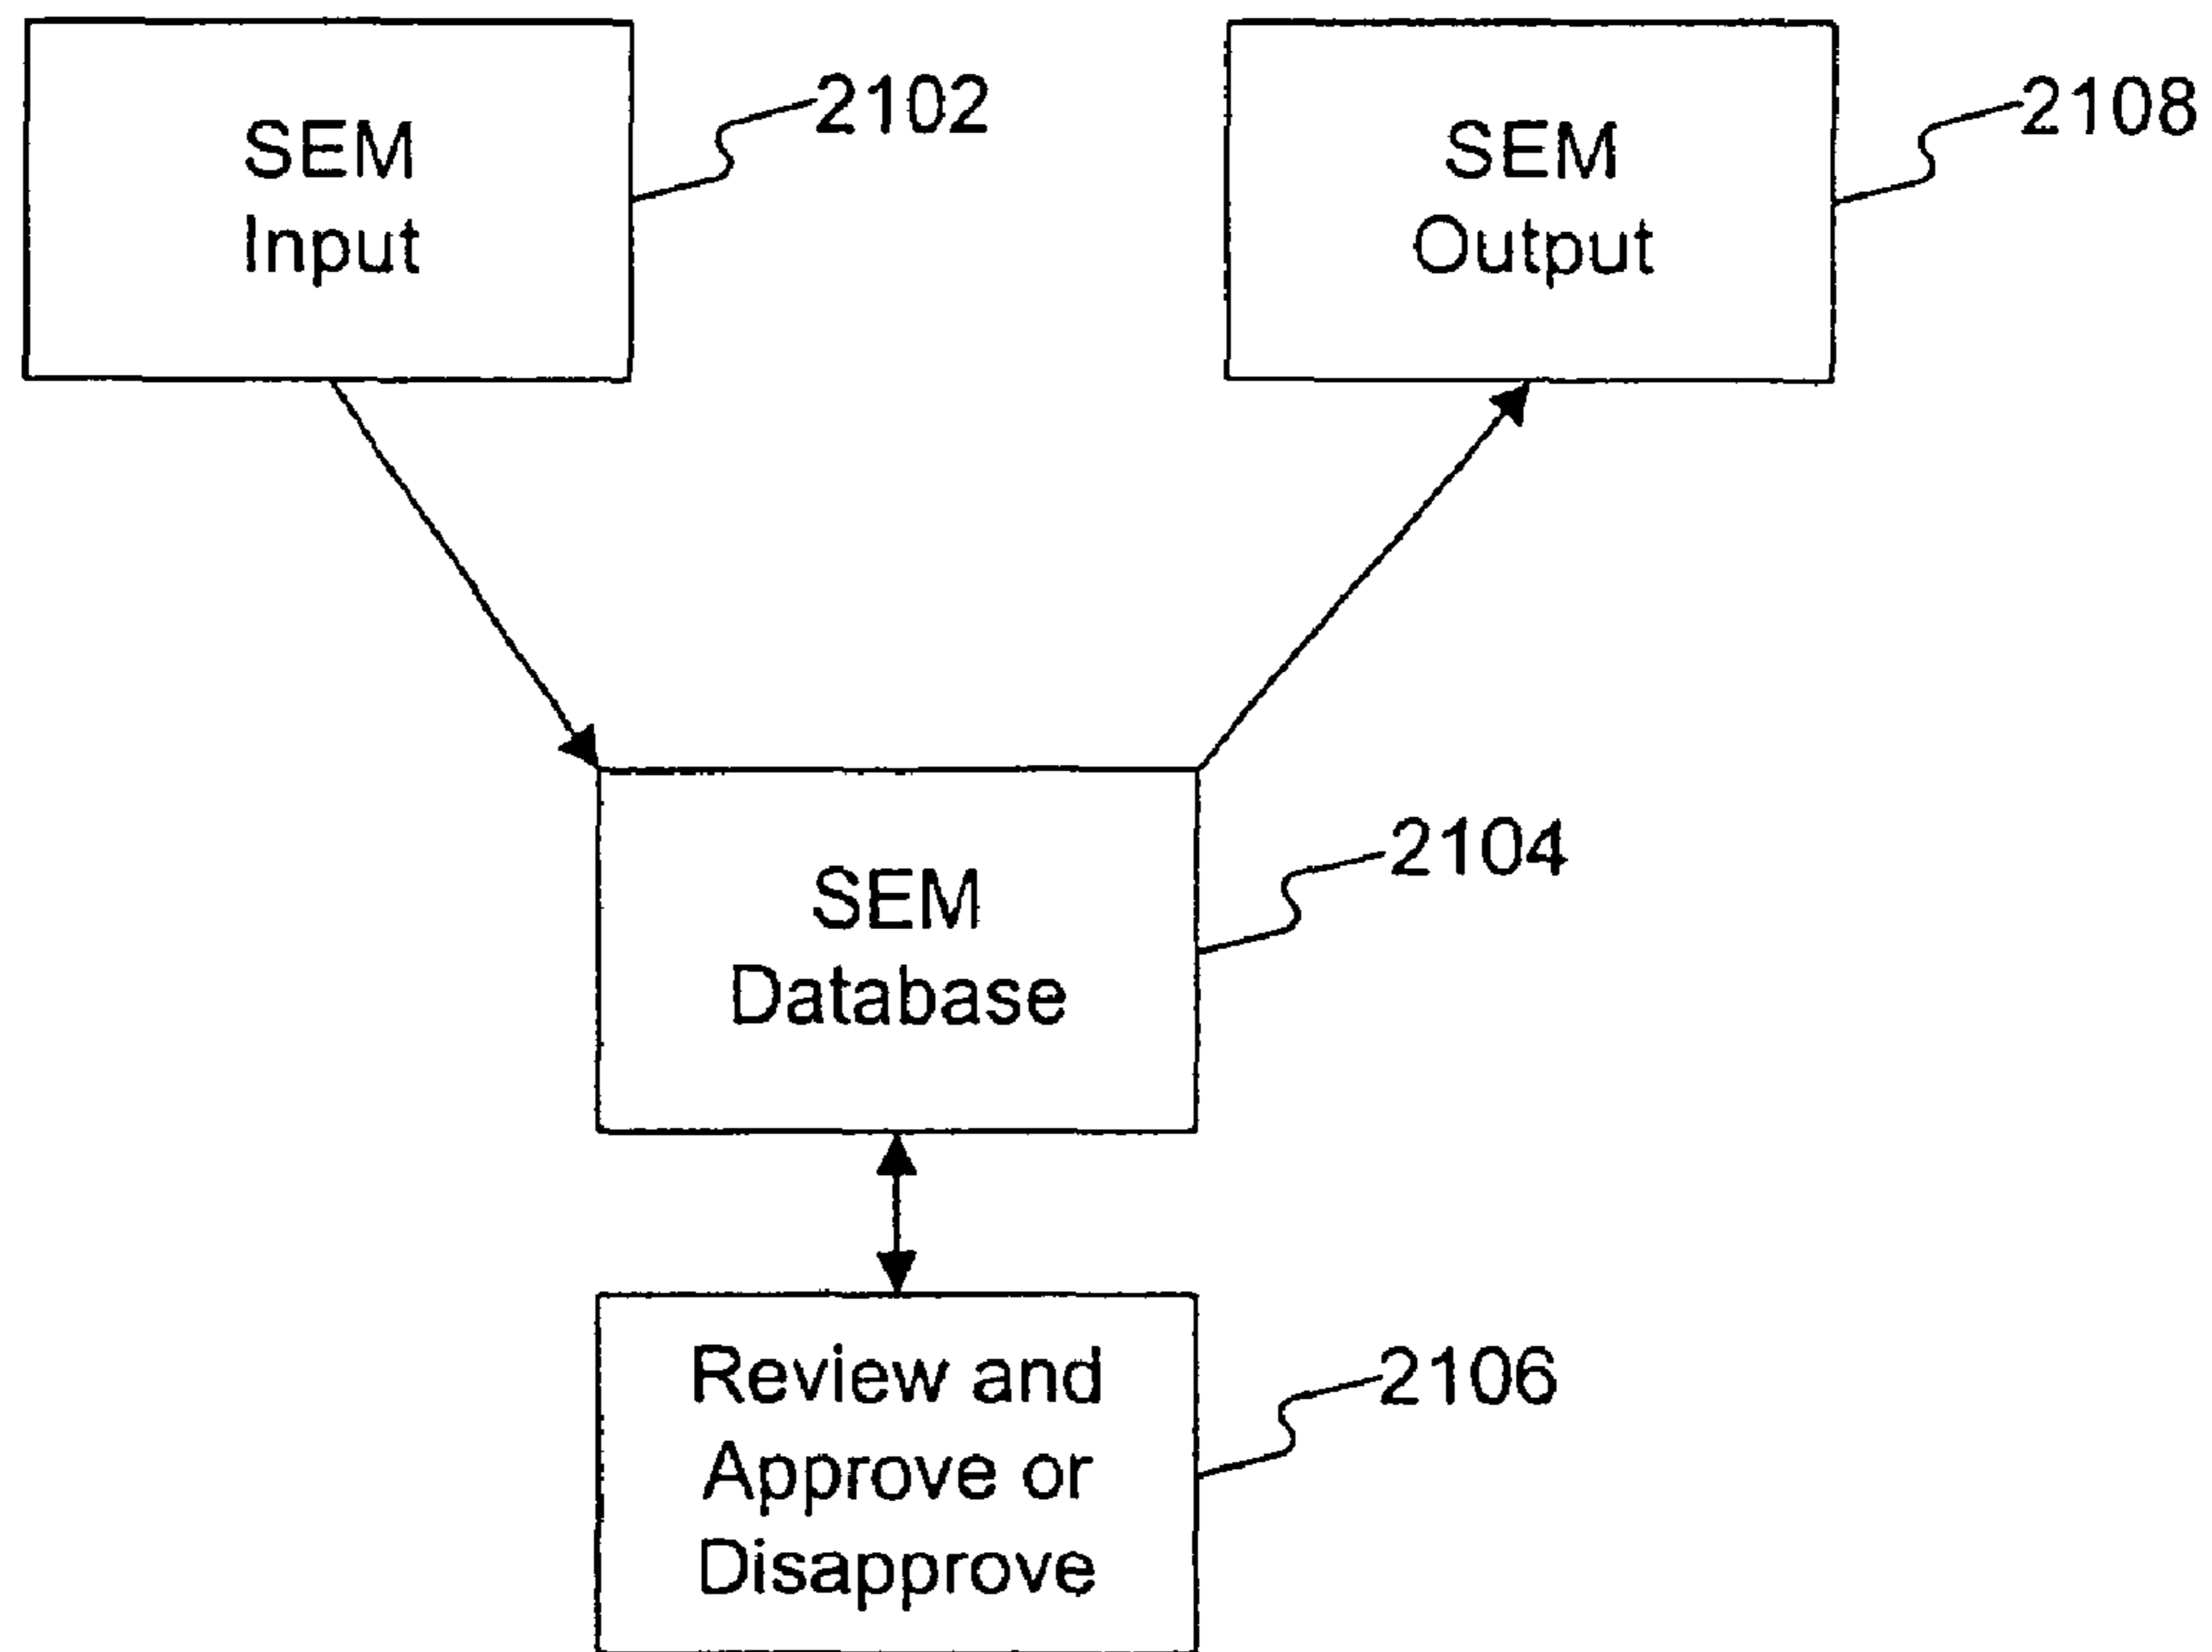 SEM
Input
2102
SEM
Output
2108
SEM
Database
2104
Review and
Approve or
Disapprove
2106